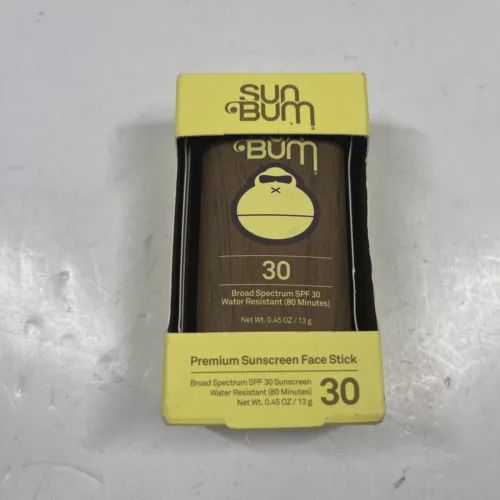 SUN
BUM
BUM
30
Broad Spectrum SPF 30
Water Resistant (80 Minutes)
Net Wt. 0.45 OZ / 13 g
Premium Sunscreen Face Stick
Broad Spectrum SPF 30 Sunscreen
Water Resistant (80 Minutes)
Net Wt. 0.45 OZ / 13 g
30